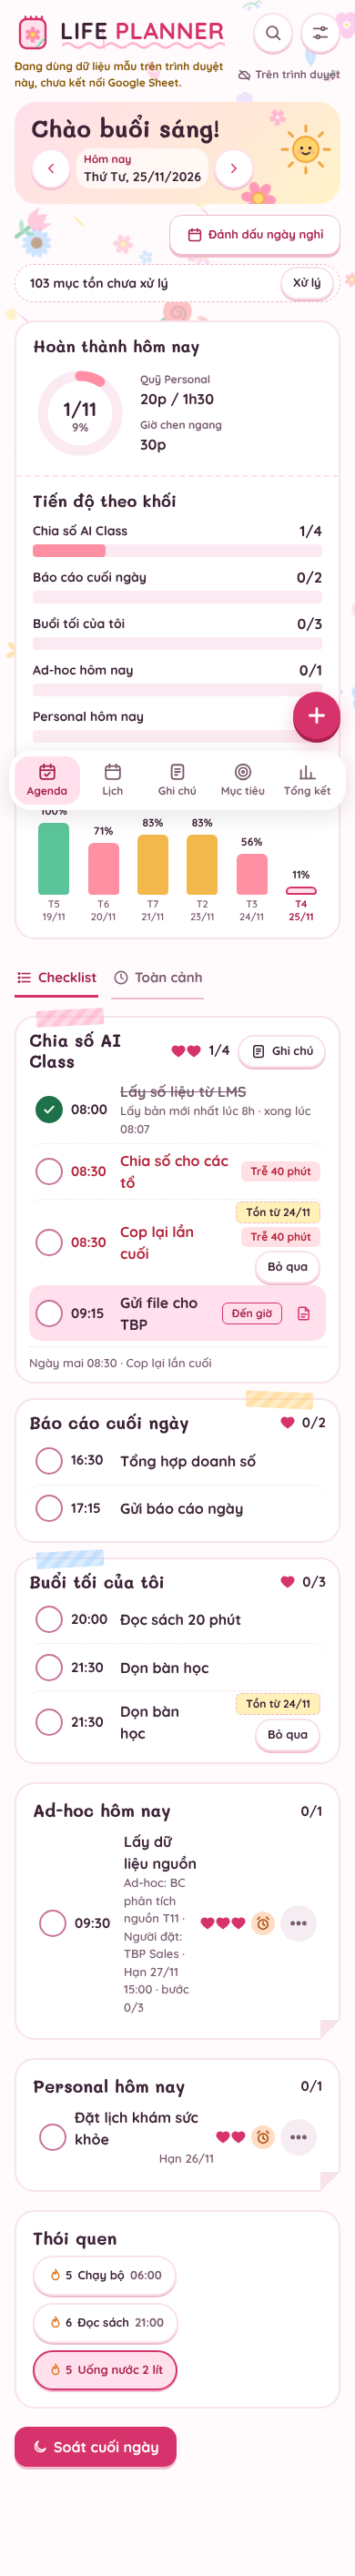 LIFE PLANNER
Đang dùng dữ liệu mẫu trên trình duyệt
này, chưa kết nối Google Sheet.
Trên trình duyệt
Chào buổi sáng!
Hôm nay
Thứ Tư, 25/11/2026
Đánh dấu ngày nghỉ
103 mục tồn chưa xử lý
Xử lý
Hoàn thành hôm nay
1/11
9%
Quỹ Personal
20p / 1h30
Giờ chen ngang
30p
Tiến độ theo khối
Chia số AI Class 1/4
Báo cáo cuối ngày 0/2
Buổi tối của tôi 0/3
Ad-hoc hôm nay 0/1
Personal hôm nay
Agenda Lịch Ghi chú Mục tiêu Tổng kết
100% 71% 83% 83% 56% 11%
T5 T6 T7 T2 T3 T4
19/11 20/11 21/11 23/11 24/11 25/11
Checklist Toàn cảnh
Chia số AI
Class
1/4 Ghi chú
08:00 Lấy số liệu từ LMS
Lấy bản mới nhất lúc 8h · xong lúc
08:07
08:30 Chia số cho các
tổ
Trễ 40 phút
08:30 Cop lại lần
cuối
Tồn từ 24/11
Trễ 40 phút
Bỏ qua
09:15 Gửi file cho
TBP
Đến giờ
Ngày mai 08:30 · Cop lại lần cuối
Báo cáo cuối ngày 0/2
16:30 Tổng hợp doanh số
17:15 Gửi báo cáo ngày
Buổi tối của tôi 0/3
20:00 Đọc sách 20 phút
21:30 Dọn bàn học
21:30 Dọn bàn
học
Tồn từ 24/11
Bỏ qua
Ad-hoc hôm nay 0/1
09:30
Lấy dữ
liệu nguồn
Ad-hoc: BC
phân tích
nguồn T11 ·
Người đặt:
TBP Sales ·
Hạn 27/11
15:00 · bước
0/3
Personal hôm nay 0/1
Đặt lịch khám sức
khỏe
Hạn 26/11
Thói quen
5 Chạy bộ 06:00
6 Đọc sách 21:00
5 Uống nước 2 lít
Soát cuối ngày